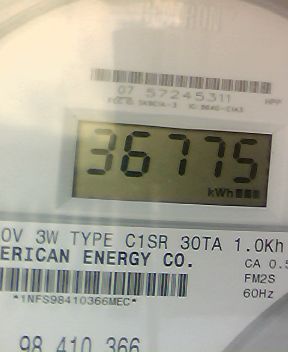 07 57245311
36775
kWh
0V 3W TYPE C1SR 30TA 1.0Kh
ERICAN ENERGY CO.
CA 0.5
FM2S
60Hz
*1NFS98410366MEC*
98 410 366